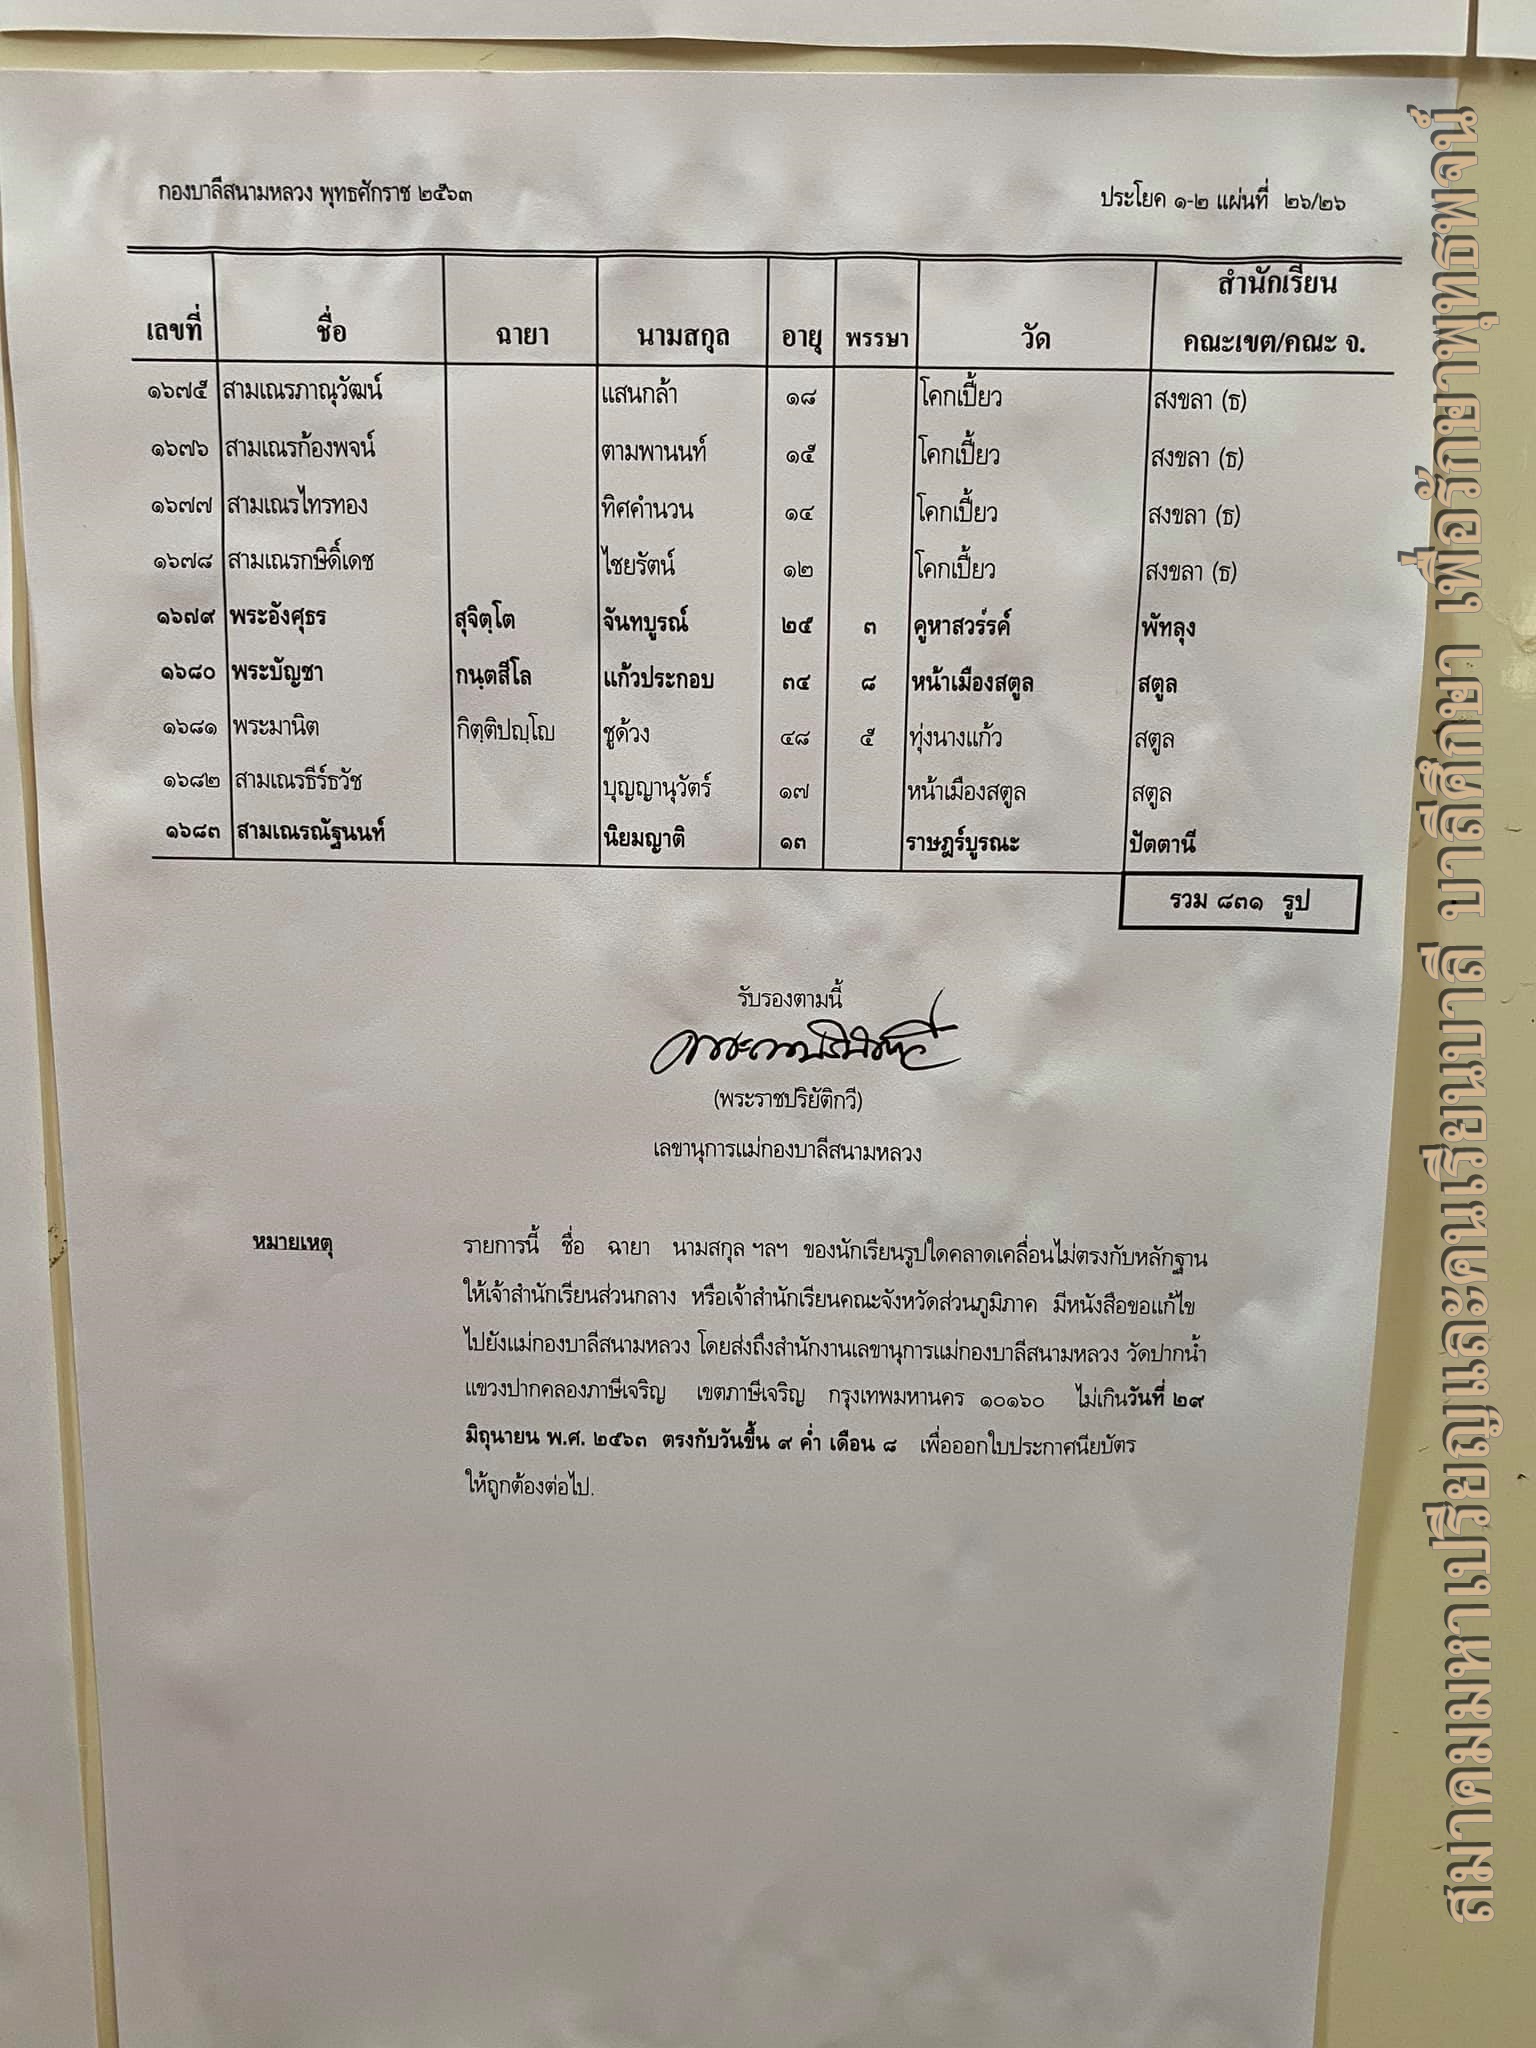 กองบาลีสนามหลวง พุทธศักราช ๒๕๖๓ ประโยค ๑-๒ แผ่นที่ ๒๖/๒๖
เลขที่ ชื่อ ฉายา นามสกุล อายุ พรรษา วัด สำนักเรียน คณะเขต/คณะ จ.
๑๖๗๕ สามเณรภาณุวัฒน์ แสนกล้า ๑๘ โคกเปี้ยว สงขลา (ธ)
๑๖๗๖ สามเณรก้องพจน์ ตามพานนท์ ๑๕ โคกเปี้ยว สงขลา (ธ)
๑๖๗๗ สามเณรไทรทอง ทิศคำนวน ๑๔ โคกเปี้ยว สงขลา (ธ)
๑๖๗๘ สามเณรกษิดิ์เดช ไชยรัตน์ ๑๒ โคกเปี้ยว สงขลา (ธ)
๑๖๗๙ พระอังศุธร สุจิตฺโต จันทบูรณ์ ๒๕ ๓ คูหาสวรรค์ พัทลุง
๑๖๘๐ พระบัญชา กนฺตสีโล แก้วประกอบ ๓๔ ๘ หน้าเมืองสตูล สตูล
๑๖๘๑ พระมานิต กิตฺติปญฺโญ ชูด้วง ๔๘ ๕ ทุ่งนางแก้ว สตูล
๑๖๘๒ สามเณรธีร์ธวัช บุญญานุวัตร์ ๑๗ หน้าเมืองสตูล สตูล
๑๖๘๓ สามเณรณัฐนนท์ นิยมญาติ ๑๓ ราษฎร์บูรณะ ปัตตานี
รวม ๘๓๑ รูป
รับรองตามนี้
(พระราชปริยัติกวี)
เลขานุการแม่กองบาลีสนามหลวง
หมายเหตุ รายการนี้ ชื่อ ฉายา นามสกุล ฯลฯ ของนักเรียนรูปใดคลาดเคลื่อนไม่ตรงกับหลักฐาน
ให้เจ้าสำนักเรียนส่วนกลาง หรือเจ้าสำนักเรียนคณะจังหวัดส่วนภูมิภาค มีหนังสือขอแก้ไข
ไปยังแม่กองบาลีสนามหลวง โดยส่งถึงสำนักงานเลขานุการแม่กองบาลีสนามหลวง วัดปากน้ำ
แขวงปากคลองภาษีเจริญ เขตภาษีเจริญ กรุงเทพมหานคร ๑๐๑๖๐ ไม่เกินวันที่ ๒๙
มิถุนายน พ.ศ. ๒๕๖๓ ตรงกับวันขึ้น ๙ ค่ำ เดือน ๘ เพื่อออกใบประกาศนียบัตร
ให้ถูกต้องต่อไป.
สมาคมมหาเปรียญและคนเรียนบาลี บาลีศึกษา เพื่อรักษาพุทธพจน์